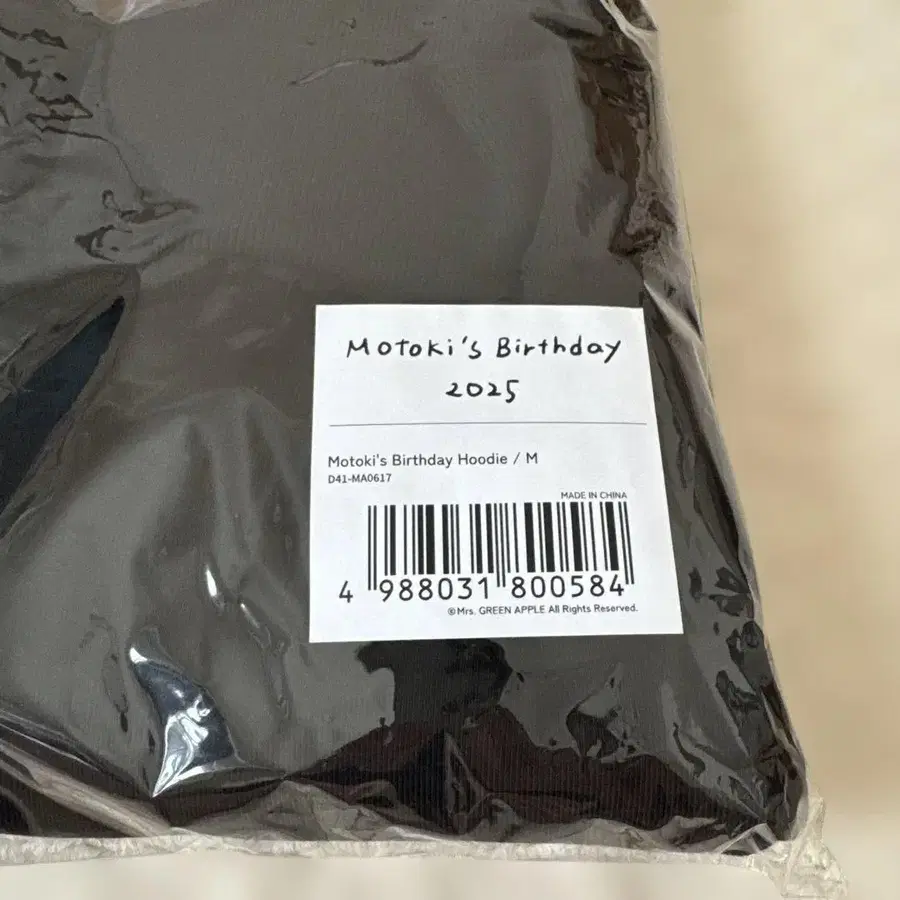 Motoki's Birthday
2025
Motoki's Birthday Hoodie / M
D41-MA0617
MADE IN CHINA
4 988031 800584
©Mrs. GREEN APPLE All Rights Reserved.